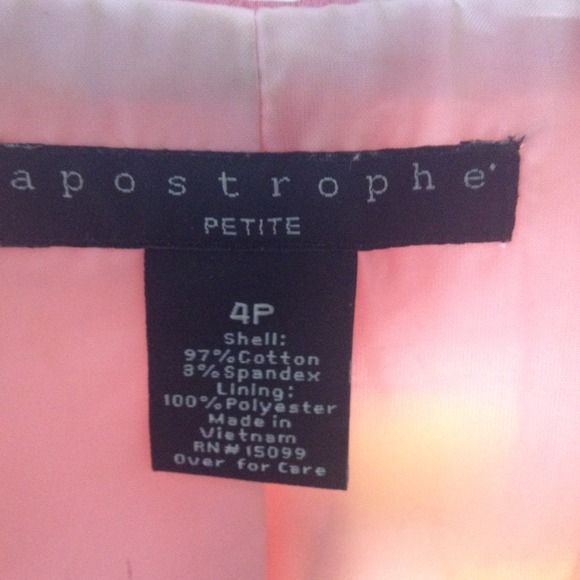 apostrophe
PETITE
4P
Shell:
97%Cotton
3%Spandex
Lining:
100%Polyester
Made in
Vietnam
RN# 15099
Over for Care